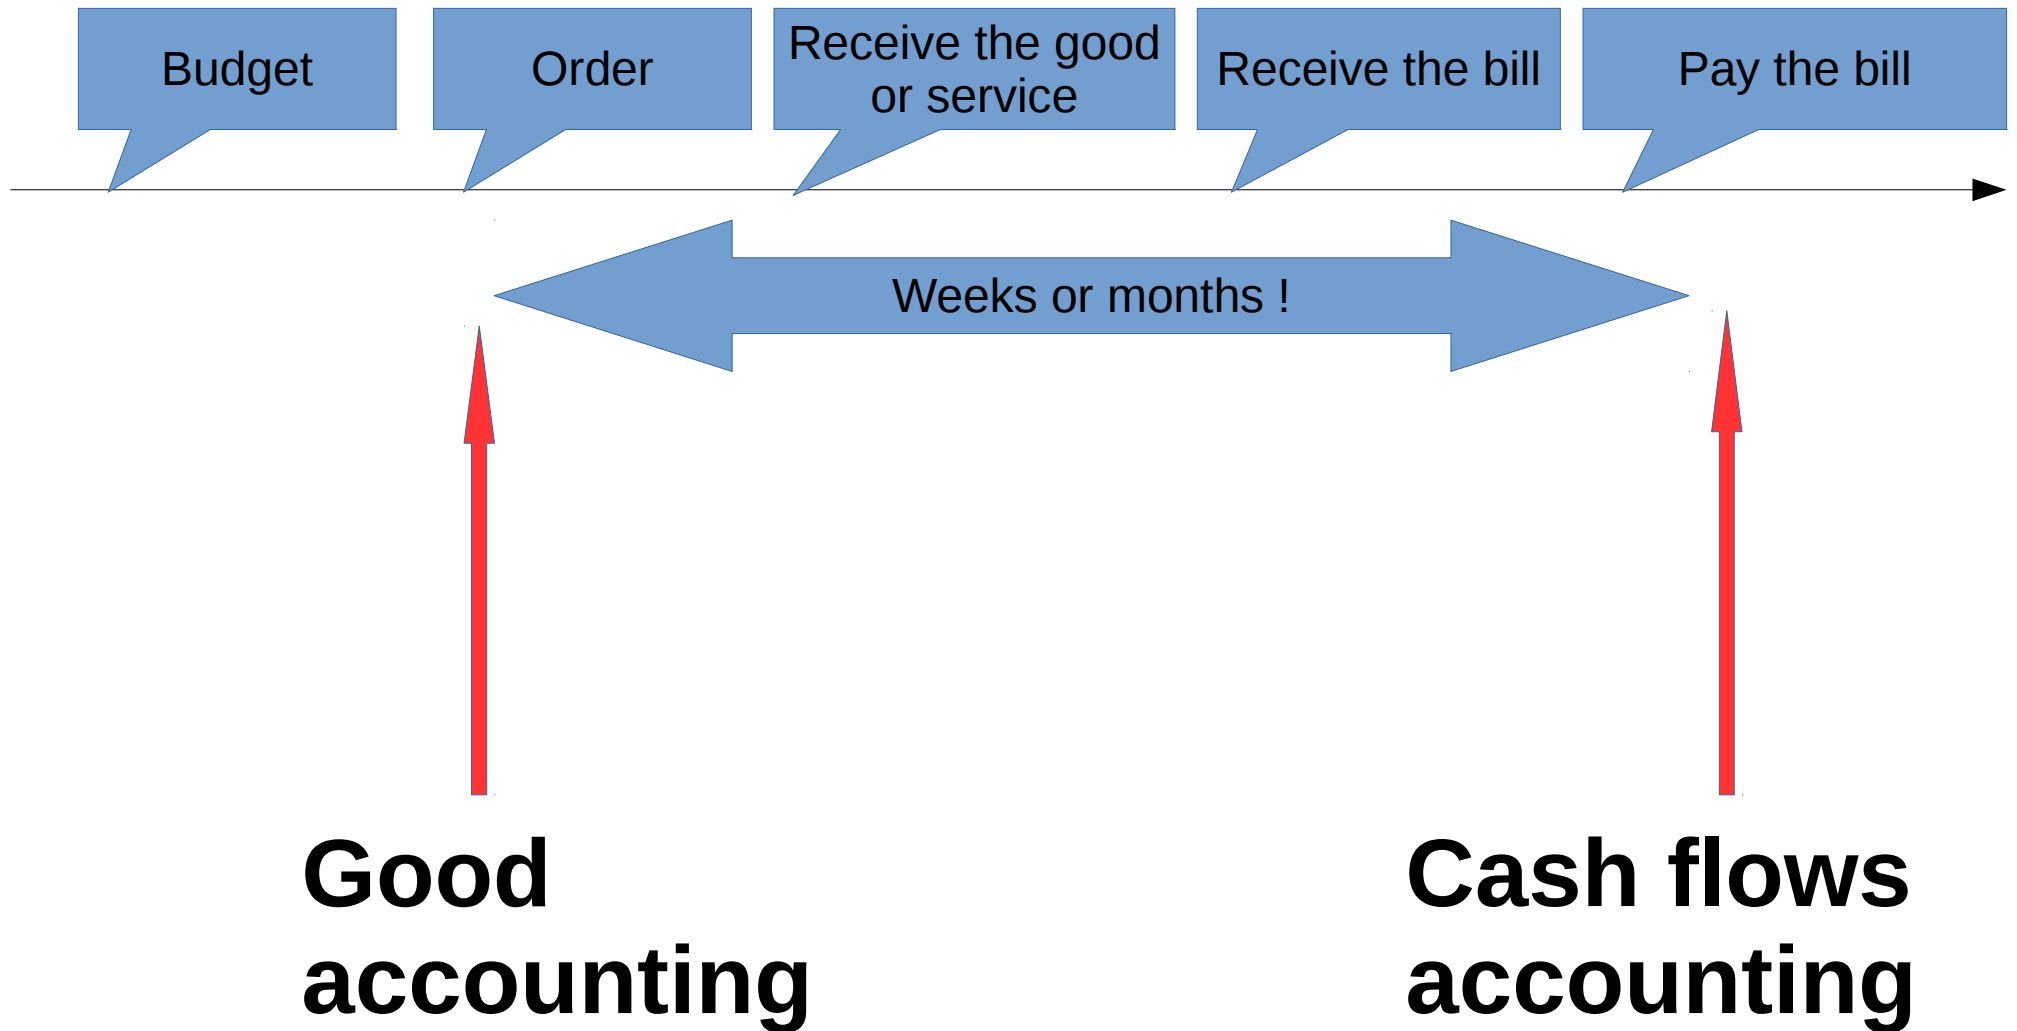 Budget
Order
Receive the good
or service
Receive the bill
Pay the bill
Weeks or months !
Good
accounting
Cash flows
accounting